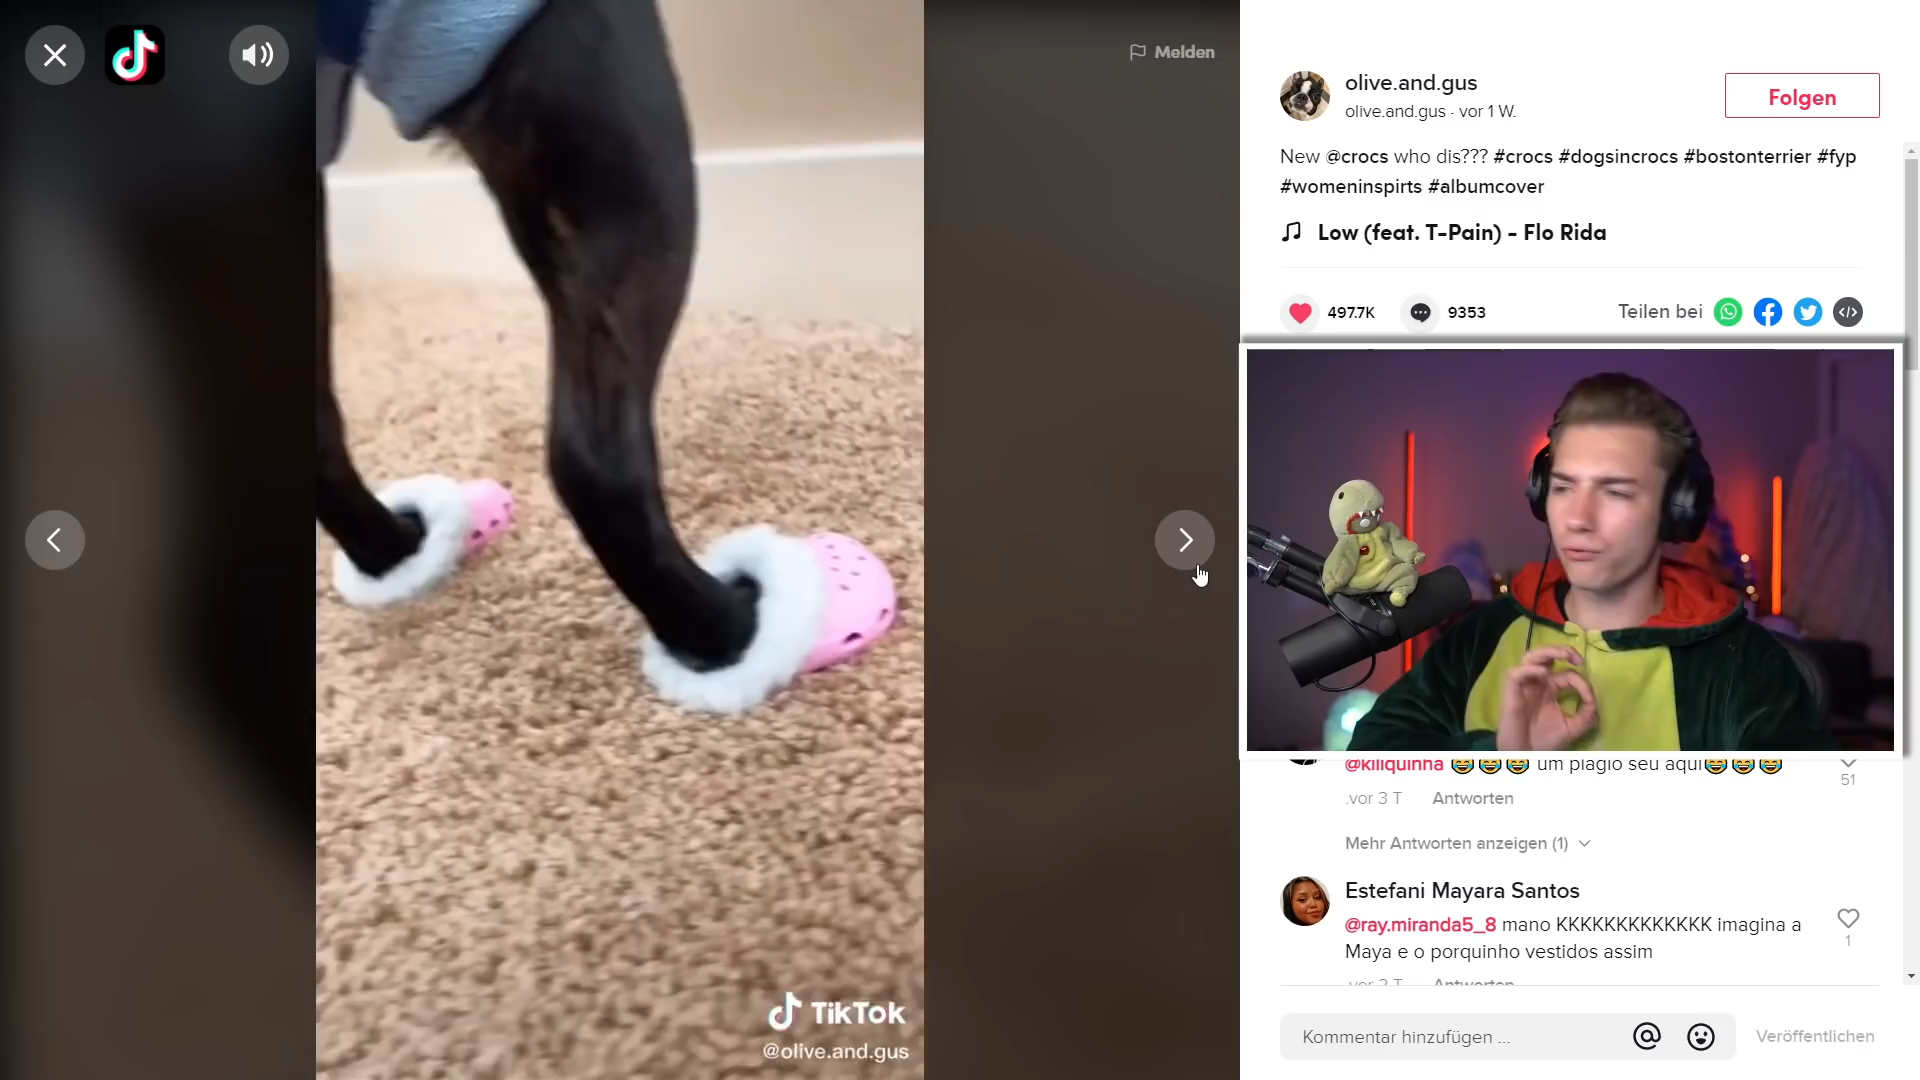 Melden
olive.and.gus
olive.and.gus · vor 1 W.
Folgen
New @crocs who dis??? #crocs #dogsincrocs #bostonterrier #fyp
#womeninspirts #albumcover
Low (feat. T-Pain) - Flo Rida
497.7K
9353
Teilen bei
@kiliquinha 😂😂😂 um plagio seu aqui😂😂😂
51
.vor 3 T Antworten
Mehr Antworten anzeigen (1)
Estefani Mayara Santos
@ray.miranda5_8 mano KKKKKKKKKKKKK imagina a
Maya e o porquinho vestidos assim
1
Antworten
TikTok
@olive.and.gus
Kommentar hinzufügen ...
Veröffentlichen